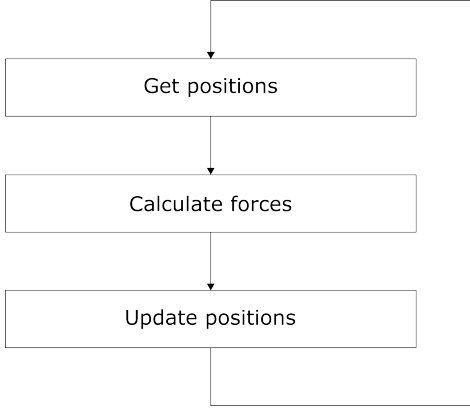 Get positions
Calculate forces
Update positions